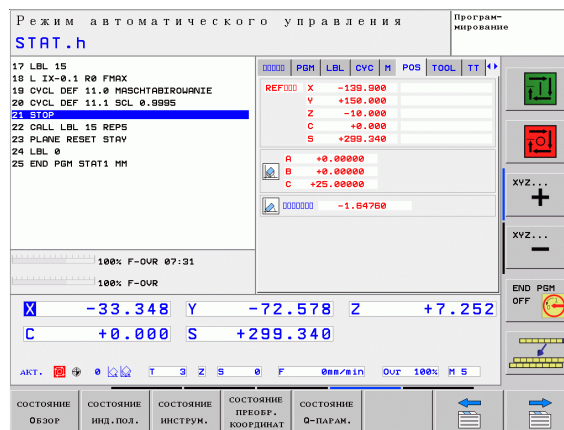 Режим автоматического управления
Програм-
мирование
STAT.h
17 LBL 15
18 L IX-0.1 R0 FMAX
19 CYCL DEF 11.0 MASCHTABIROWANIE
20 CYCL DEF 11.1 SCL 0.9995
21 STOP
22 CALL LBL 15 REP5
23 PLANE RESET STAY
24 LBL 0
25 END PGM STAT1 MM
PGM LBL CYC M POS TOOL TT
REF X -139.900
Y +150.000
Z -10.000
C +0.000
S +299.340
A +0.00000
B +0.00000
C +25.00000
-1.64760
100% F-OVR 07:31
100% F-OVR
XYZ...
+
XYZ...
−
END PGM
OFF
X -33.348 Y -72.578 Z +7.252
C +0.000 S +299.340
АКТ. 0 T 3 Z S 0 F 0mm/min Ovr 100% M 5
СОСТОЯНИЕ ОБЗОР
СОСТОЯНИЕ ИНД.ПОЛ.
СОСТОЯНИЕ ИНСТРУМ.
СОСТОЯНИЕ ПРЕОБР. КООРДИНАТ
СОСТОЯНИЕ Q-ПАРАМ.